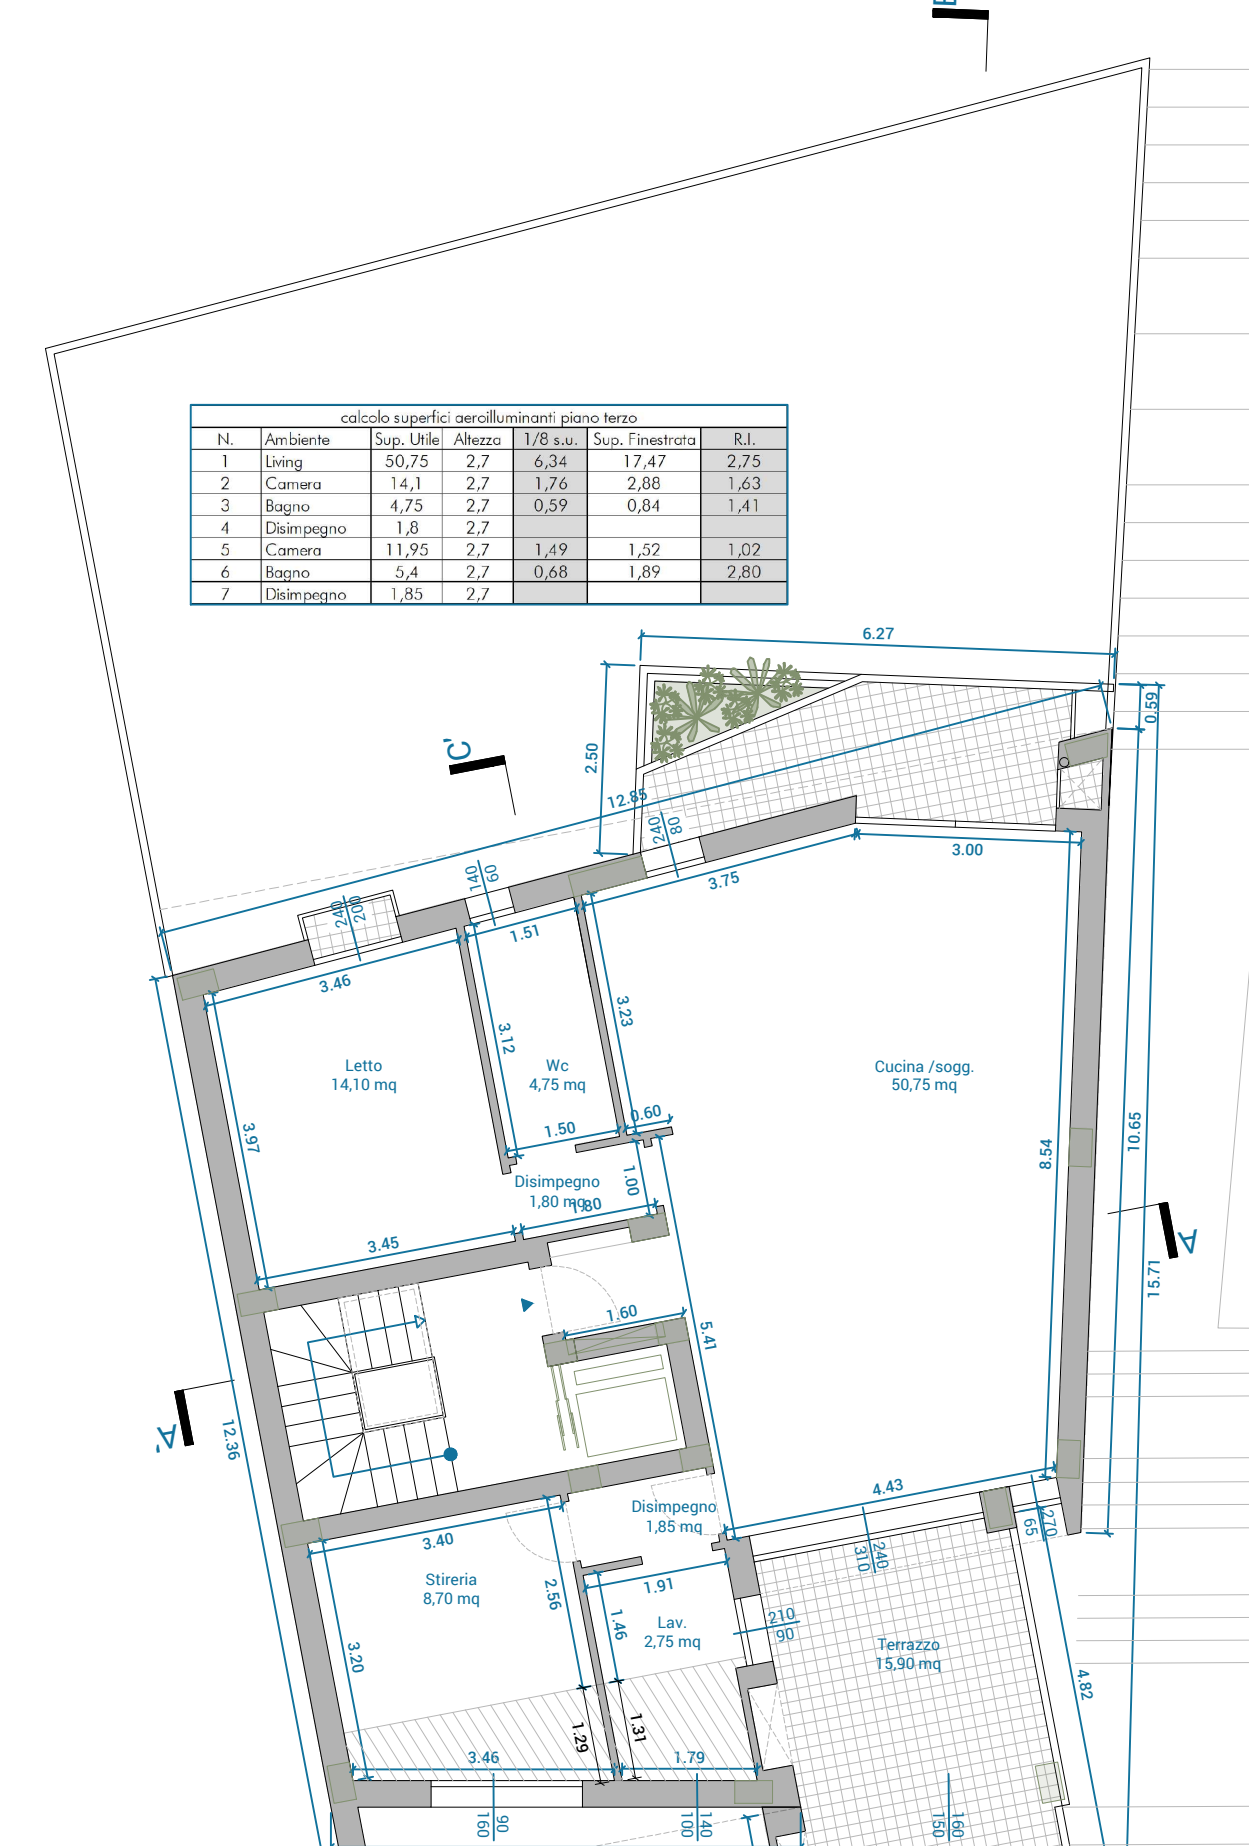 calcolo superfici aeroilluminanti piano terzo
N. Ambiente Sup. Utile Altezza 1/8 s.u. Sup. Finestrata R.I.
1 Living 50,75 2,7 6,34 17,47 2,75
2 Camera 14,1 2,7 1,76 2,88 1,63
3 Bagno 4,75 2,7 0,59 0,84 1,41
4 Disimpegno 1,8 2,7
5 Camera 11,95 2,7 1,49 1,52 1,02
6 Bagno 5,4 2,7 0,68 1,89 2,80
7 Disimpegno 1,85 2,7
6.27
0.59
C'
2.50
12.85
240
80
3.00
3.75
140
60
240
200
1.51
3.46
3.23
3.12
Letto
14,10 mq
Wc
4,75 mq
Cucina /sogg.
50,75 mq
3.97
0.60
1.50
10.65
8.54
Disimpegno
1,80 mq
1.00
1.80
3.45
A
15.71
1.60
5.41
A'
12.36
4.43
Disimpegno
1,85 mq
270
65
3.40
240
310
Stireria
8,70 mq
2.56
1.91
1.46
Lav.
2,75 mq
210
90
Terrazzo
15,90 mq
3.20
4.82
1.29
1.31
3.46
1.79
90
160
140
100
160
150